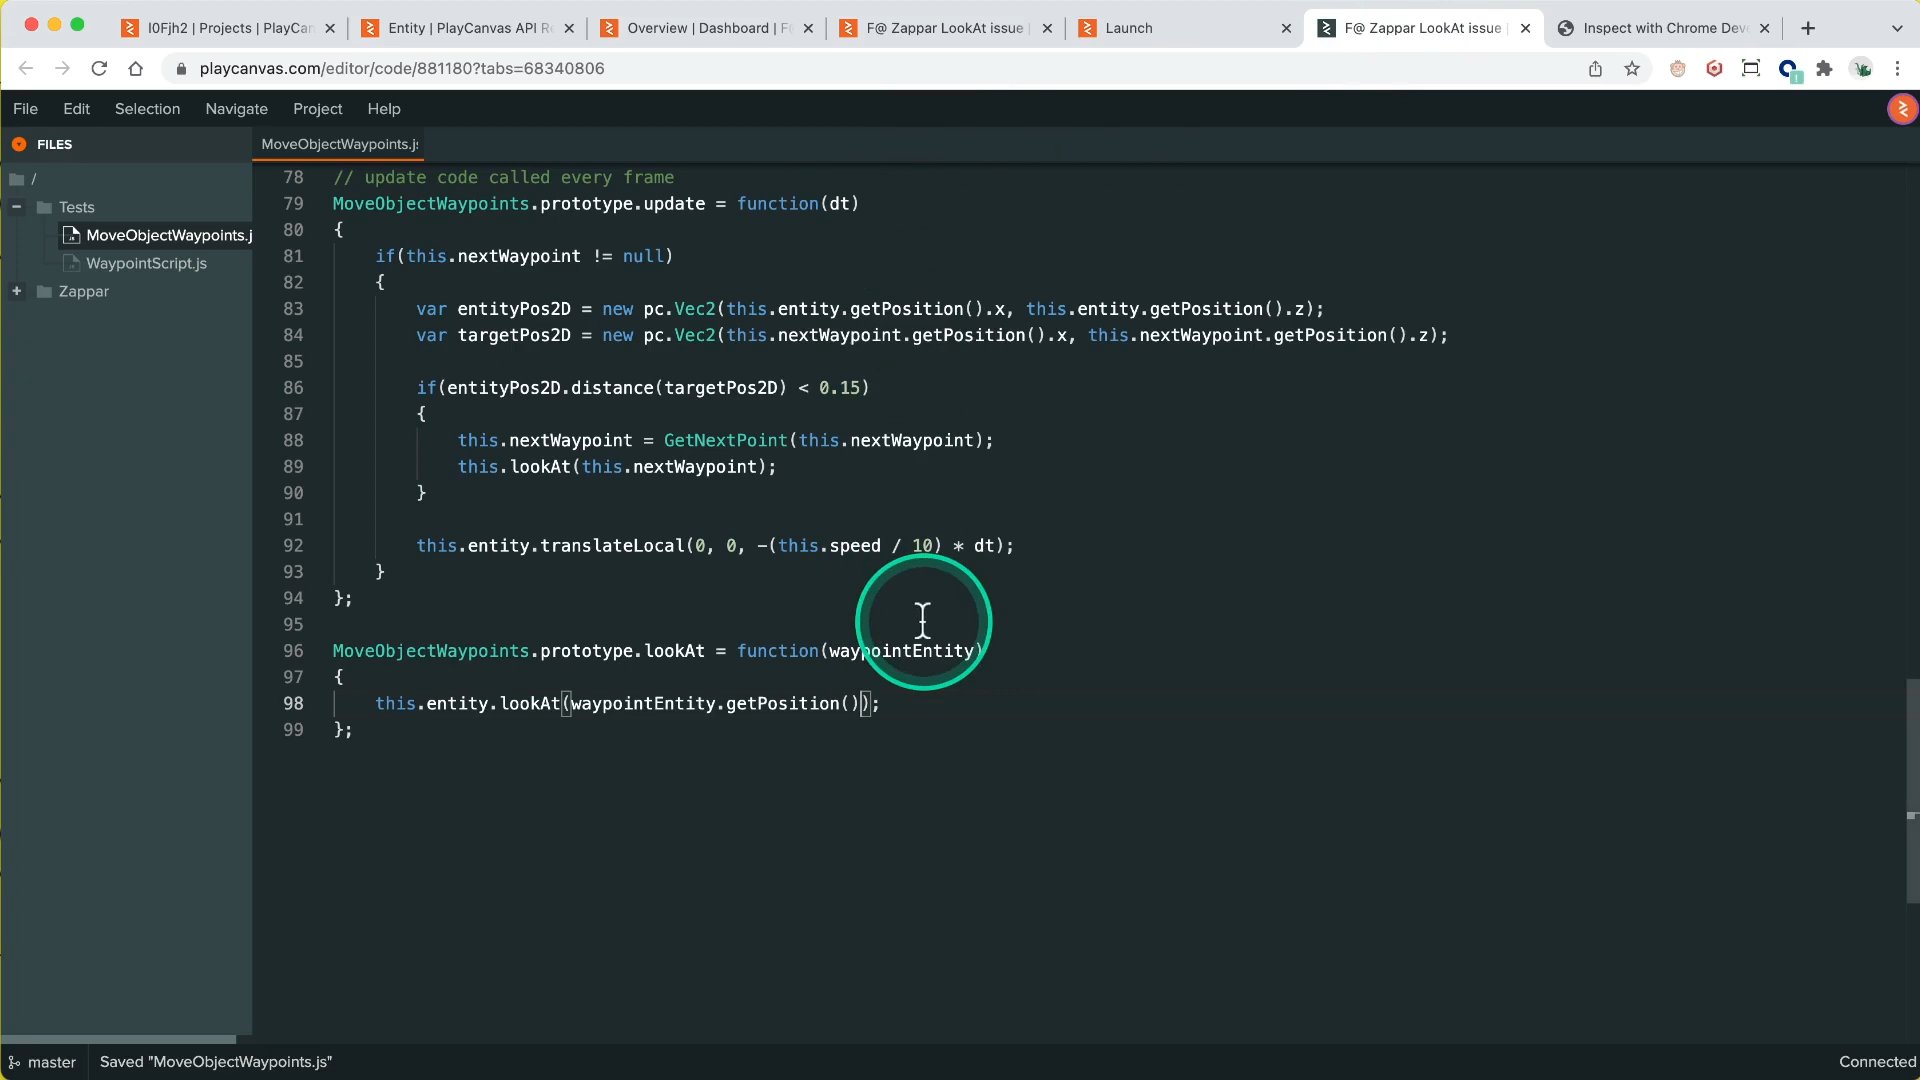 I0Fjh2 | Projects | PlayCan
Entity | PlayCanvas API Re
Overview | Dashboard | F@
F@ Zappar LookAt issue |
Launch
F@ Zappar LookAt issue |
Inspect with Chrome Deve
playcanvas.com/editor/code/881180?tabs=68340806
File Edit Selection Navigate Project Help
FILES
MoveObjectWaypoints.js
/
Tests
MoveObjectWaypoints.j
WaypointScript.js
Zappar
78 // update code called every frame
79 MoveObjectWaypoints.prototype.update = function(dt)
80 {
81 if(this.nextWaypoint != null)
82 {
83 var entityPos2D = new pc.Vec2(this.entity.getPosition().x, this.entity.getPosition().z);
84 var targetPos2D = new pc.Vec2(this.nextWaypoint.getPosition().x, this.nextWaypoint.getPosition().z);
85
86 if(entityPos2D.distance(targetPos2D) < 0.15)
87 {
88 this.nextWaypoint = GetNextPoint(this.nextWaypoint);
89 this.lookAt(this.nextWaypoint);
90 }
91
92 this.entity.translateLocal(0, 0, -(this.speed / 10) * dt);
93 }
94 };
95
96 MoveObjectWaypoints.prototype.lookAt = function(waypointEntity)
97 {
98 this.entity.lookAt(waypointEntity.getPosition());
99 };
master
Saved "MoveObjectWaypoints.js"
Connected